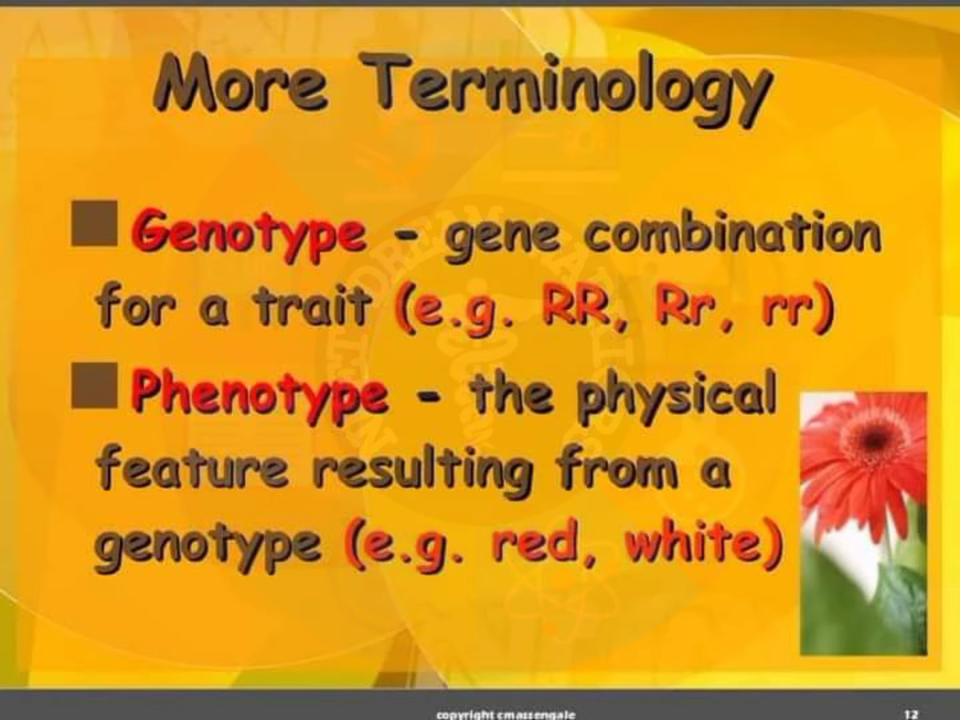 More Terminology
Genotype - gene combination
for a trait (e.g. RR, Rr, rr)
Phenotype - the physical
feature resulting from a
genotype (e.g. red, white)
copyright cmassengale
12